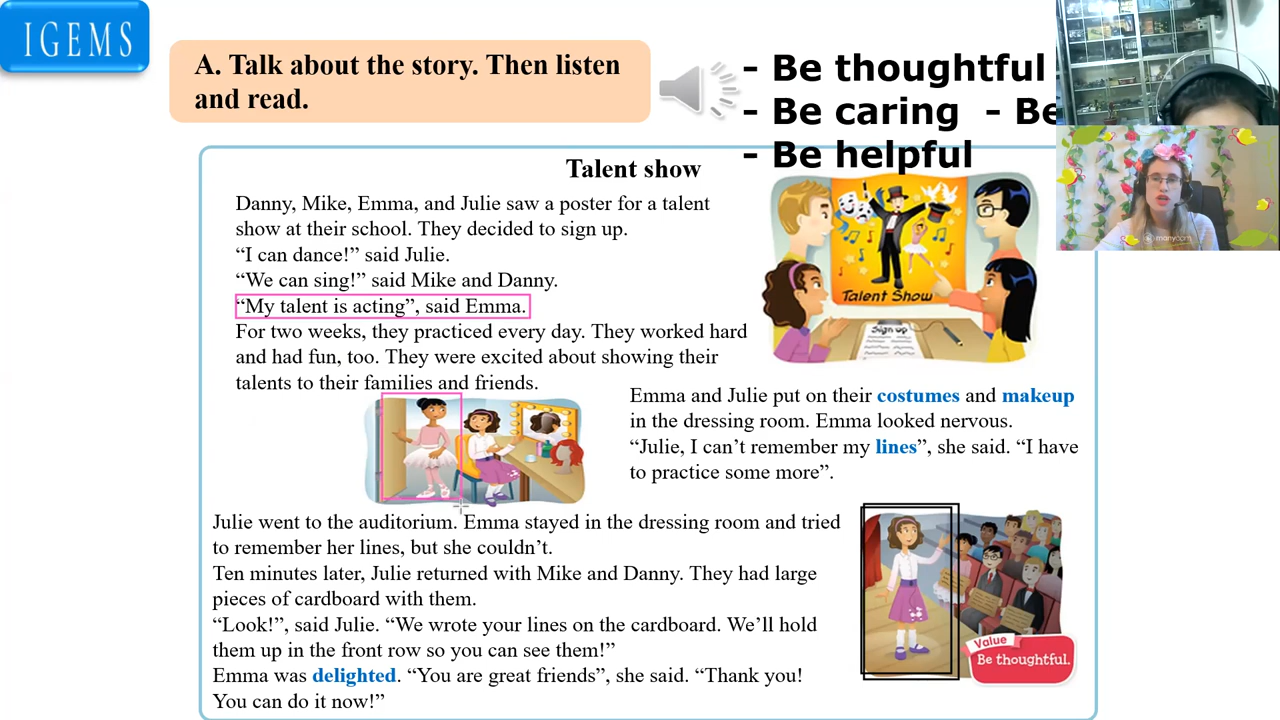 IGEMS
A. Talk about the story. Then listen
and read.
- Be thoughtful
- Be caring - Be
- Be helpful
Talent show
Danny, Mike, Emma, and Julie saw a poster for a talent
show at their school. They decided to sign up.
“I can dance!” said Julie.
“We can sing!” said Mike and Danny.
“My talent is acting”, said Emma.
For two weeks, they practiced every day. They worked hard
and had fun, too. They were excited about showing their
talents to their families and friends.
Talent Show
Sign up
Emma and Julie put on their costumes and makeup
in the dressing room. Emma looked nervous.
“Julie, I can’t remember my lines”, she said. “I have
to practice some more”.
Julie went to the auditorium. Emma stayed in the dressing room and tried
to remember her lines, but she couldn’t.
Ten minutes later, Julie returned with Mike and Danny. They had large
pieces of cardboard with them.
“Look!”, said Julie. “We wrote your lines on the cardboard. We’ll hold
them up in the front row so you can see them!”
Emma was delighted. “You are great friends”, she said. “Thank you!
You can do it now!”
Value
Be thoughtful.
manycam